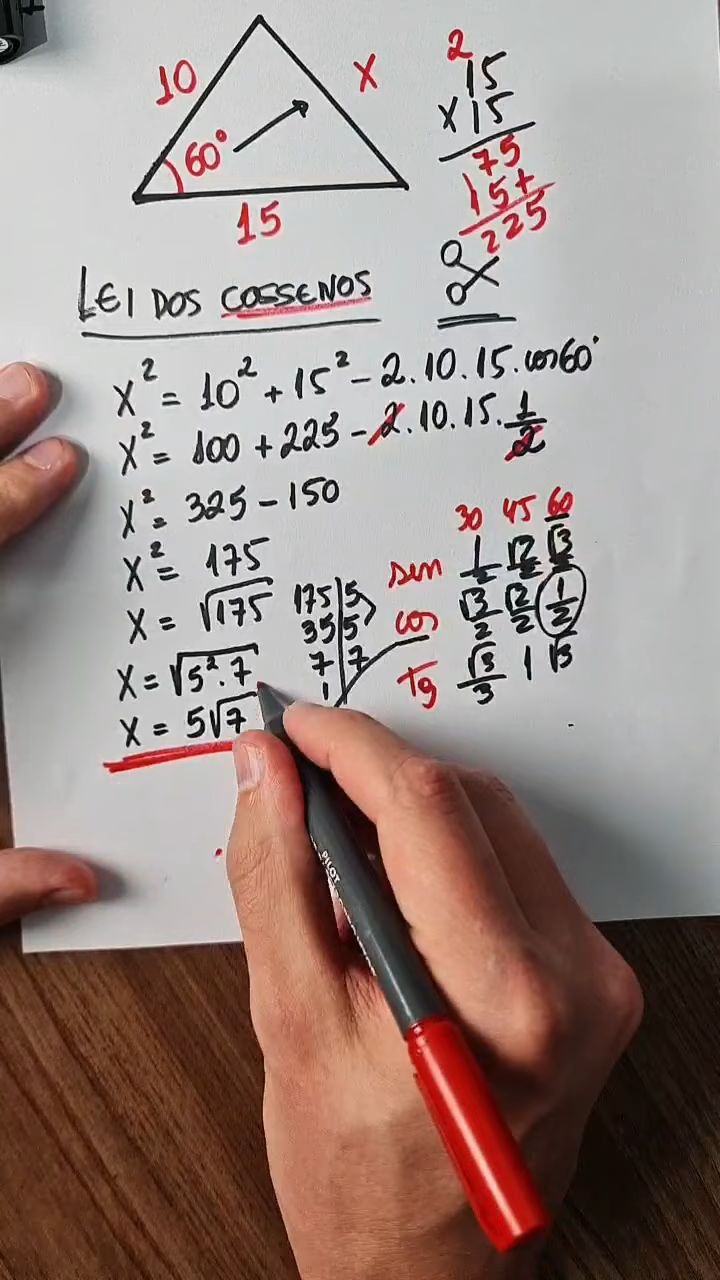 10
x
60°
15
2
15
x15
75
15+
225
LEI DOS COSSENOS
x² = 10² + 15² - 2.10.15.cos60°
x² = 100 + 225 - 2.10.15.1/2
x² = 325 - 150
x² = 175
x = √175
x = √5².7
x = 5√7
175|5
35|5
7|7
1
30 45 60
sen 1/2 √2/2 √3/2
cos √3/2 √2/2 1/2
Tg √3/3 1 √3
PILOT